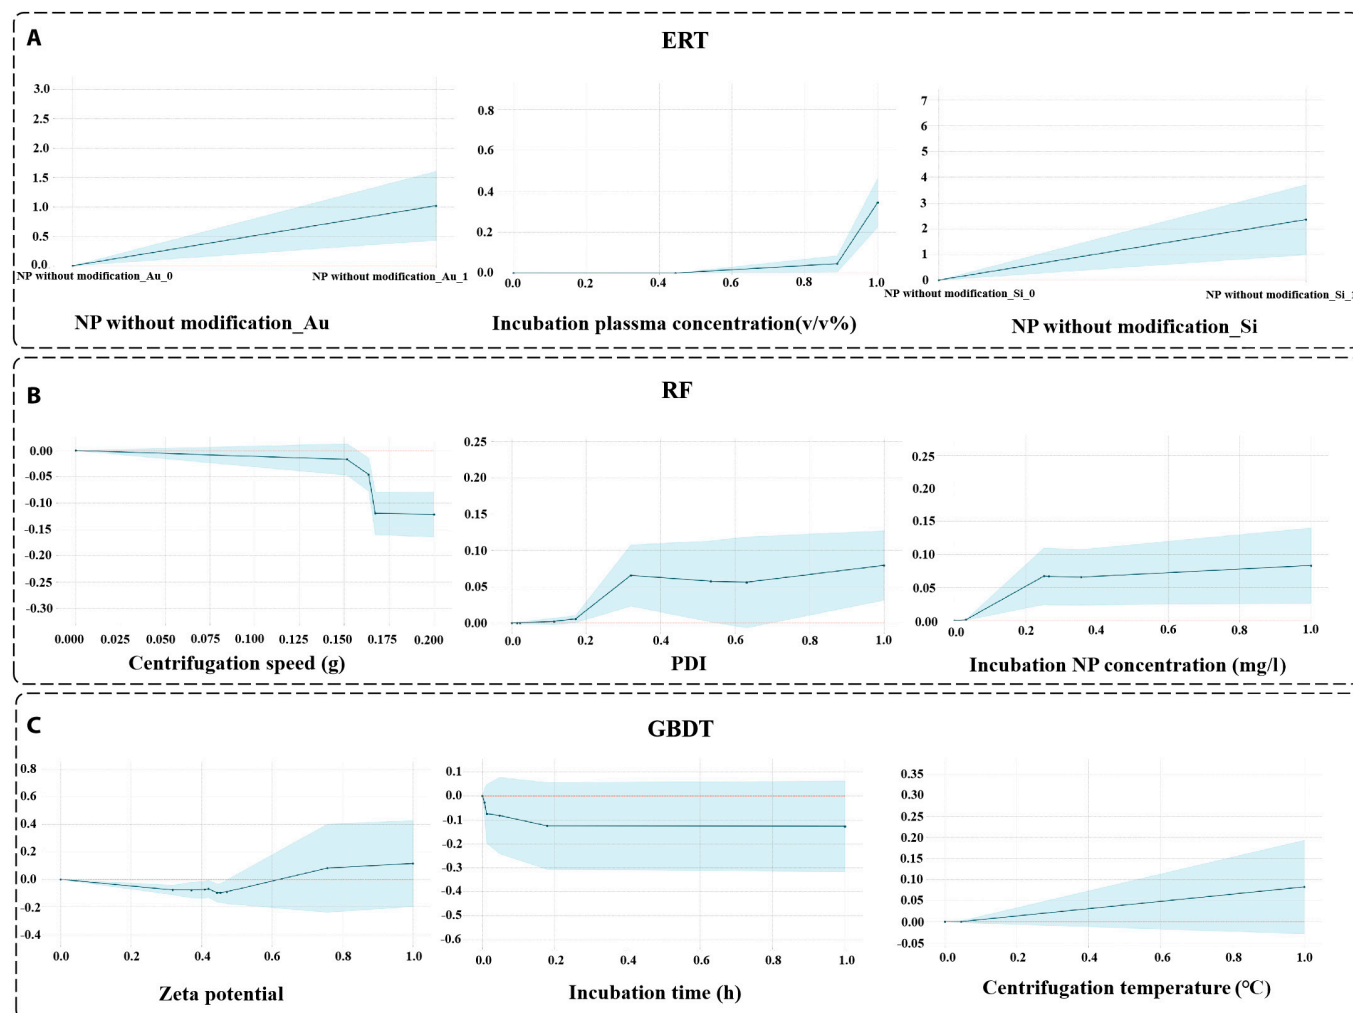 A
ERT
3.0
2.5
2.0
1.5
1.0
0.5
0.0
NP without modification_Au_0
NP without modification_Au_1
NP without modification_Au
0.8
0.6
0.4
0.2
0.0
0.0 0.2 0.4 0.6 0.8 1.0
Incubation plassma concentration(v/v%)
7
6
5
4
3
2
1
0
NP without modification_Si_0
NP without modification_Si_
NP without modification_Si
B
RF
0.00
-0.05
-0.10
-0.15
-0.20
-0.25
-0.30
0.000 0.025 0.050 0.075 0.100 0.125 0.150 0.175 0.200
Centrifugation speed (g)
0.25
0.20
0.15
0.10
0.05
0.00
0.0 0.2 0.4 0.6 0.8 1.0
PDI
0.25
0.20
0.15
0.10
0.05
0.00
0.0 0.2 0.4 0.6 0.8 1.0
Incubation NP concentration (mg/l)
C
GBDT
0.8
0.6
0.4
0.2
0.0
-0.2
-0.4
0.0 0.2 0.4 0.6 0.8 1.0
Zeta potential
0.1
0.0
-0.1
-0.2
-0.3
-0.4
-0.5
-0.6
0.0 0.2 0.4 0.6 0.8 1.0
Incubation time (h)
0.35
0.30
0.25
0.20
0.15
0.10
0.05
0.00
-0.05
0.0 0.2 0.4 0.6 0.8 1.0
Centrifugation temperature (°C)